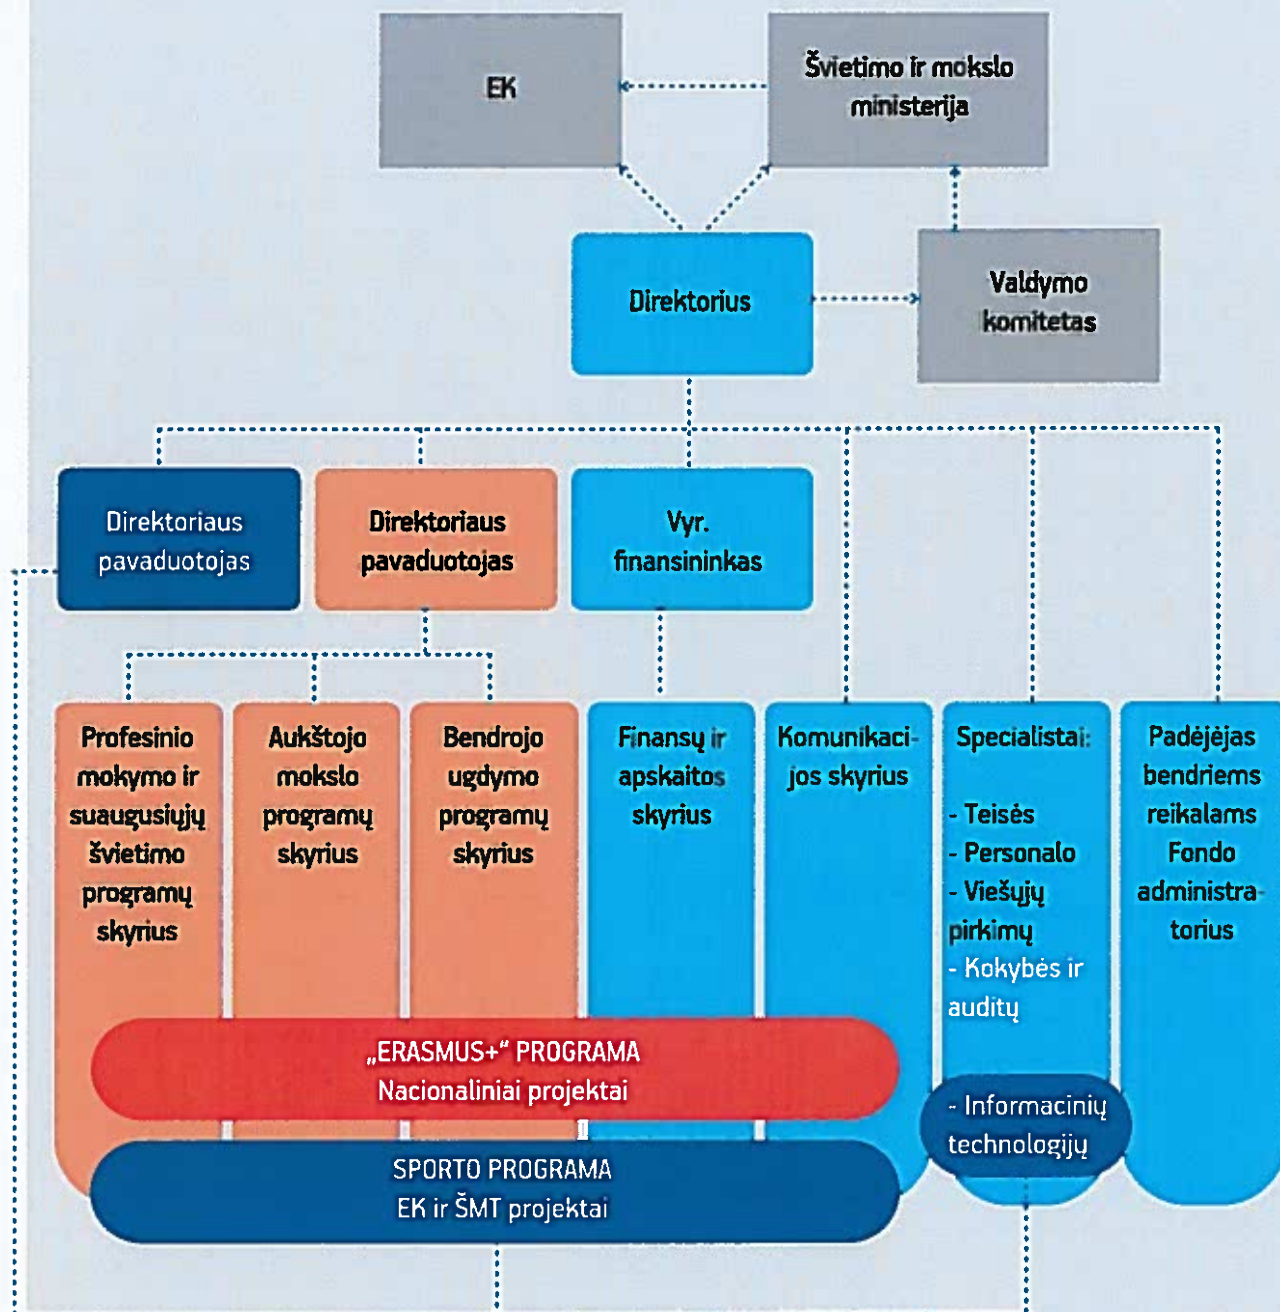 EK
Švietimo ir mokslo
ministerija
Direktorius
Valdymo
komitetas
Direktoriaus
pavaduotojas
Direktoriaus
pavaduotojas
Vyr.
finansininkas
Profesinio
mokymo ir
suaugusiųjų
švietimo
programų
skyrius
Aukštojo
mokslo
programų
skyrius
Bendrojo
ugdymo
programų
skyrius
Finansų ir
apskaitos
skyrius
Komunikaci-
jos skyrius
Specialistai:
- Teisės
- Personalo
- Viešųjų
pirkimų
- Kokybės ir
auditų
- Informacinių
technologijų
Padėjėjas
bendriems
reikalams
Fondo
administra-
torius
„ERASMUS+“ PROGRAMA
Nacionaliniai projektai
SPORTO PROGRAMA
EK ir ŠMT projektai